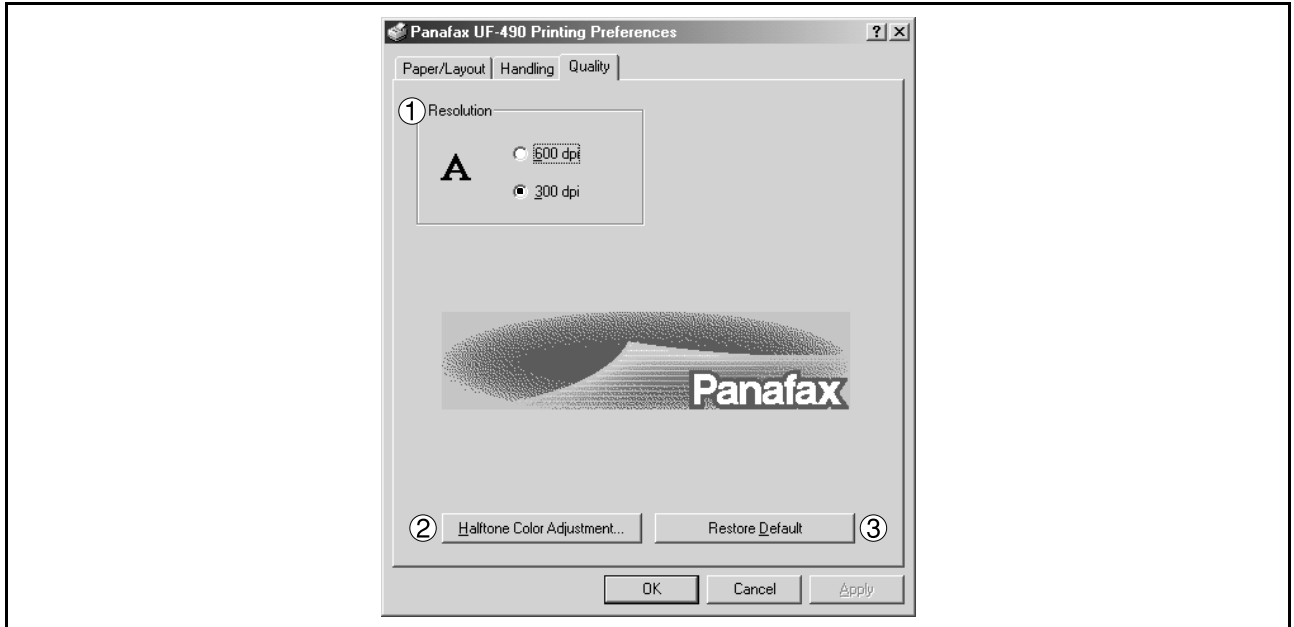 Panafax UF-490 Printing Preferences
Paper/Layout Handling Quality
① Resolution
A
600 dpi
300 dpi
Panafax
② Halftone Color Adjustment... Restore Default ③
OK Cancel Apply